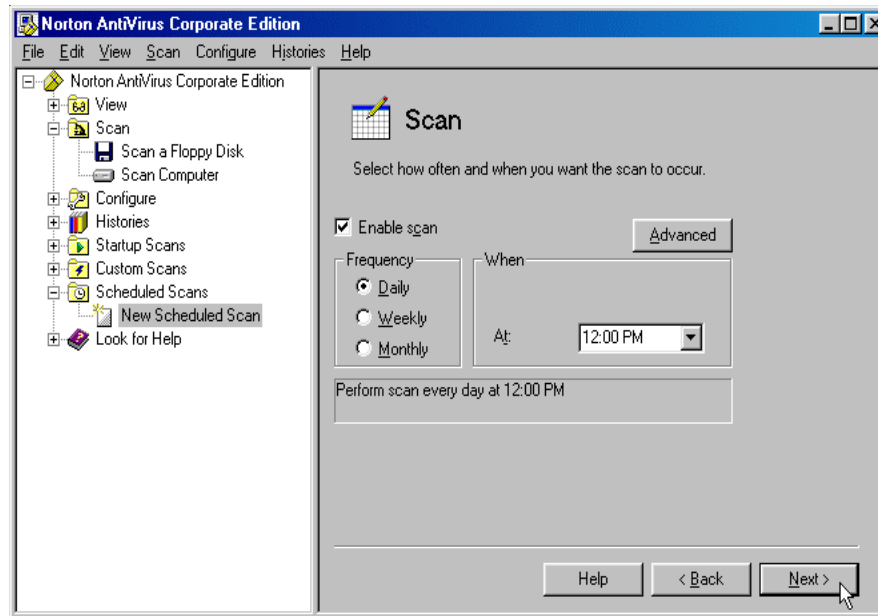 Norton AntiVirus Corporate Edition
File Edit View Scan Configure Histories Help
Norton AntiVirus Corporate Edition
View
Scan
Scan a Floppy Disk
Scan Computer
Configure
Histories
Startup Scans
Custom Scans
Scheduled Scans
New Scheduled Scan
Look for Help
Scan
Select how often and when you want the scan to occur.
Enable scan
Advanced
Frequency
Daily
Weekly
Monthly
When
At: 12:00 PM
Perform scan every day at 12:00 PM
Help < Back Next >